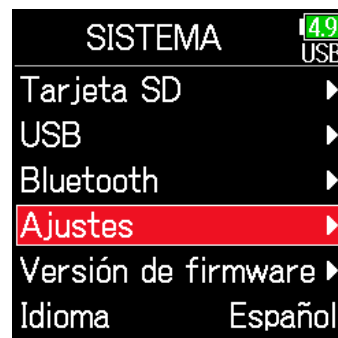 SISTEMA 4.9
USB
Tarjeta SD
USB
Bluetooth
Ajustes
Versión de firmware
Idioma Español